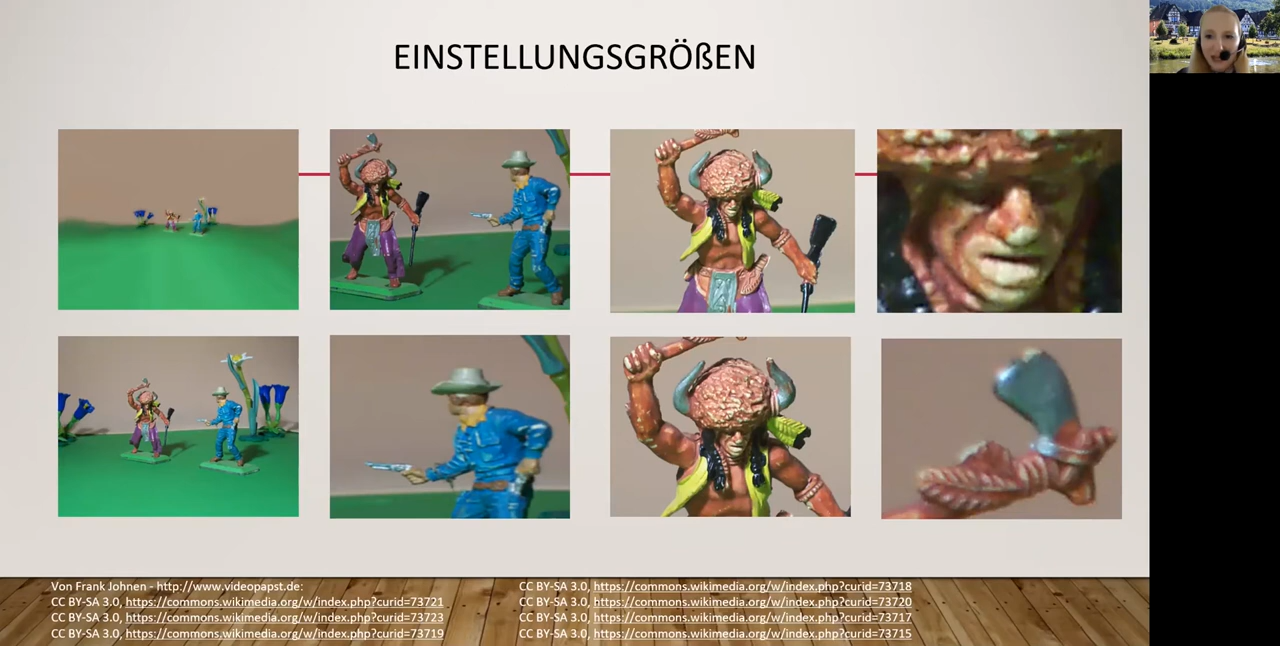 EINSTELLUNGSGRÖßEN
Von Frank Johnen - http://www.videopapst.de:
CC BY-SA 3.0, https://commons.wikimedia.org/w/index.php?curid=73721
CC BY-SA 3.0, https://commons.wikimedia.org/w/index.php?curid=73723
CC BY-SA 3.0, https://commons.wikimedia.org/w/index.php?curid=73719
CC BY-SA 3.0, https://commons.wikimedia.org/w/index.php?curid=73718
CC BY-SA 3.0, https://commons.wikimedia.org/w/index.php?curid=73720
CC BY-SA 3.0, https://commons.wikimedia.org/w/index.php?curid=73717
CC BY-SA 3.0, https://commons.wikimedia.org/w/index.php?curid=73715